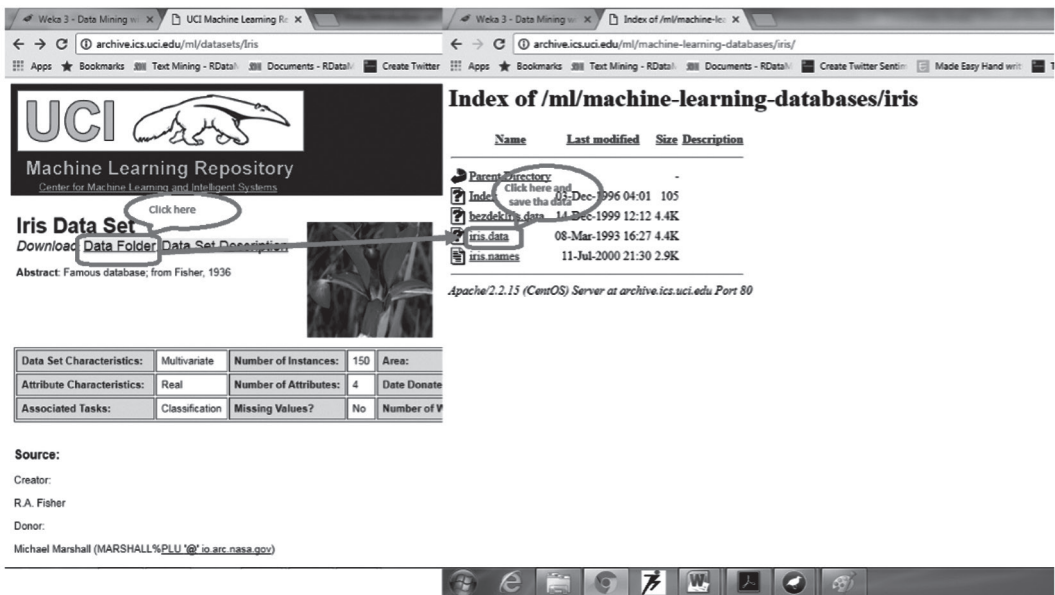 Weka 3 - Data Mining wi
UCI Machine Learning Re
archive.ics.uci.edu/ml/datasets/Iris
Apps Bookmarks Text Mining - RData Documents - RData Create Twitter
UCI
Machine Learning Repository
Center for Machine Learning and Intelligent Systems
Click here
Iris Data Set
Download: Data Folder, Data Set Description
Abstract: Famous database; from Fisher, 1936
Data Set Characteristics: Multivariate Number of Instances: 150 Area:
Attribute Characteristics: Real Number of Attributes: 4 Date Donate
Associated Tasks: Classification Missing Values? No Number of W
Source:
Creator:
R.A. Fisher
Donor:
Michael Marshall (MARSHALL%PLU '@' io.arc.nasa.gov)
Weka 3 - Data Mining wi
Index of /ml/machine-lea
archive.ics.uci.edu/ml/machine-learning-databases/iris/
Apps Bookmarks Text Mining - RData Documents - RData Create Twitter Sentim Made Easy Hand writ
Index of /ml/machine-learning-databases/iris
Name Last modified Size Description
Parent Directory -
Click here and
save tha data
Index 03-Dec-1996 04:01 105
bezdekIris.data 14-Dec-1999 12:12 4.4K
iris.data 08-Mar-1993 16:27 4.4K
iris.names 11-Jul-2000 21:30 2.9K
Apache/2.2.15 (CentOS) Server at archive.ics.uci.edu Port 80